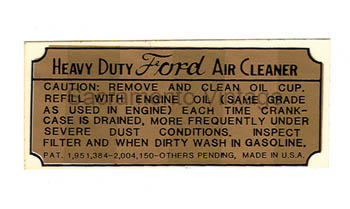 HEAVY DUTY Ford AIR CLEANER
CAUTION: REMOVE AND CLEAN OIL CUP.
REFILL WITH ENGINE OIL (SAME GRADE
AS USED IN ENGINE) EACH TIME CRANK-
CASE IS DRAINED, MORE FREQUENTLY UNDER
SEVERE DUST CONDITIONS. INSPECT
FILTER AND WHEN DIRTY WASH IN GASOLINE.
PAT. 1,951,384-2,004,150-OTHERS PENDING, MADE IN U.S.A.